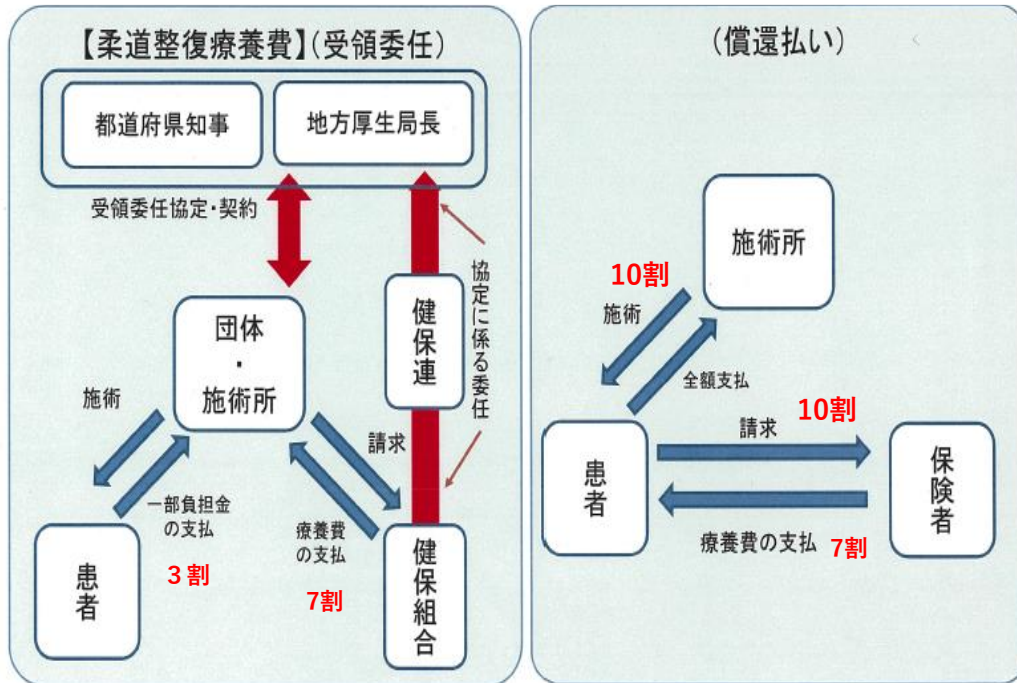 【柔道整復療養費】(受領委任)
都道府県知事
地方厚生局長
受領委任協定・契約
協定に係る委任
健保連
団体
・
施術所
施術
請求
一部負担金
の支払
療養費
の支払
3割
7割
患者
健保組合
(償還払い)
施術所
10割
施術
全額支払
10割
請求
患者
保険者
療養費の支払
7割